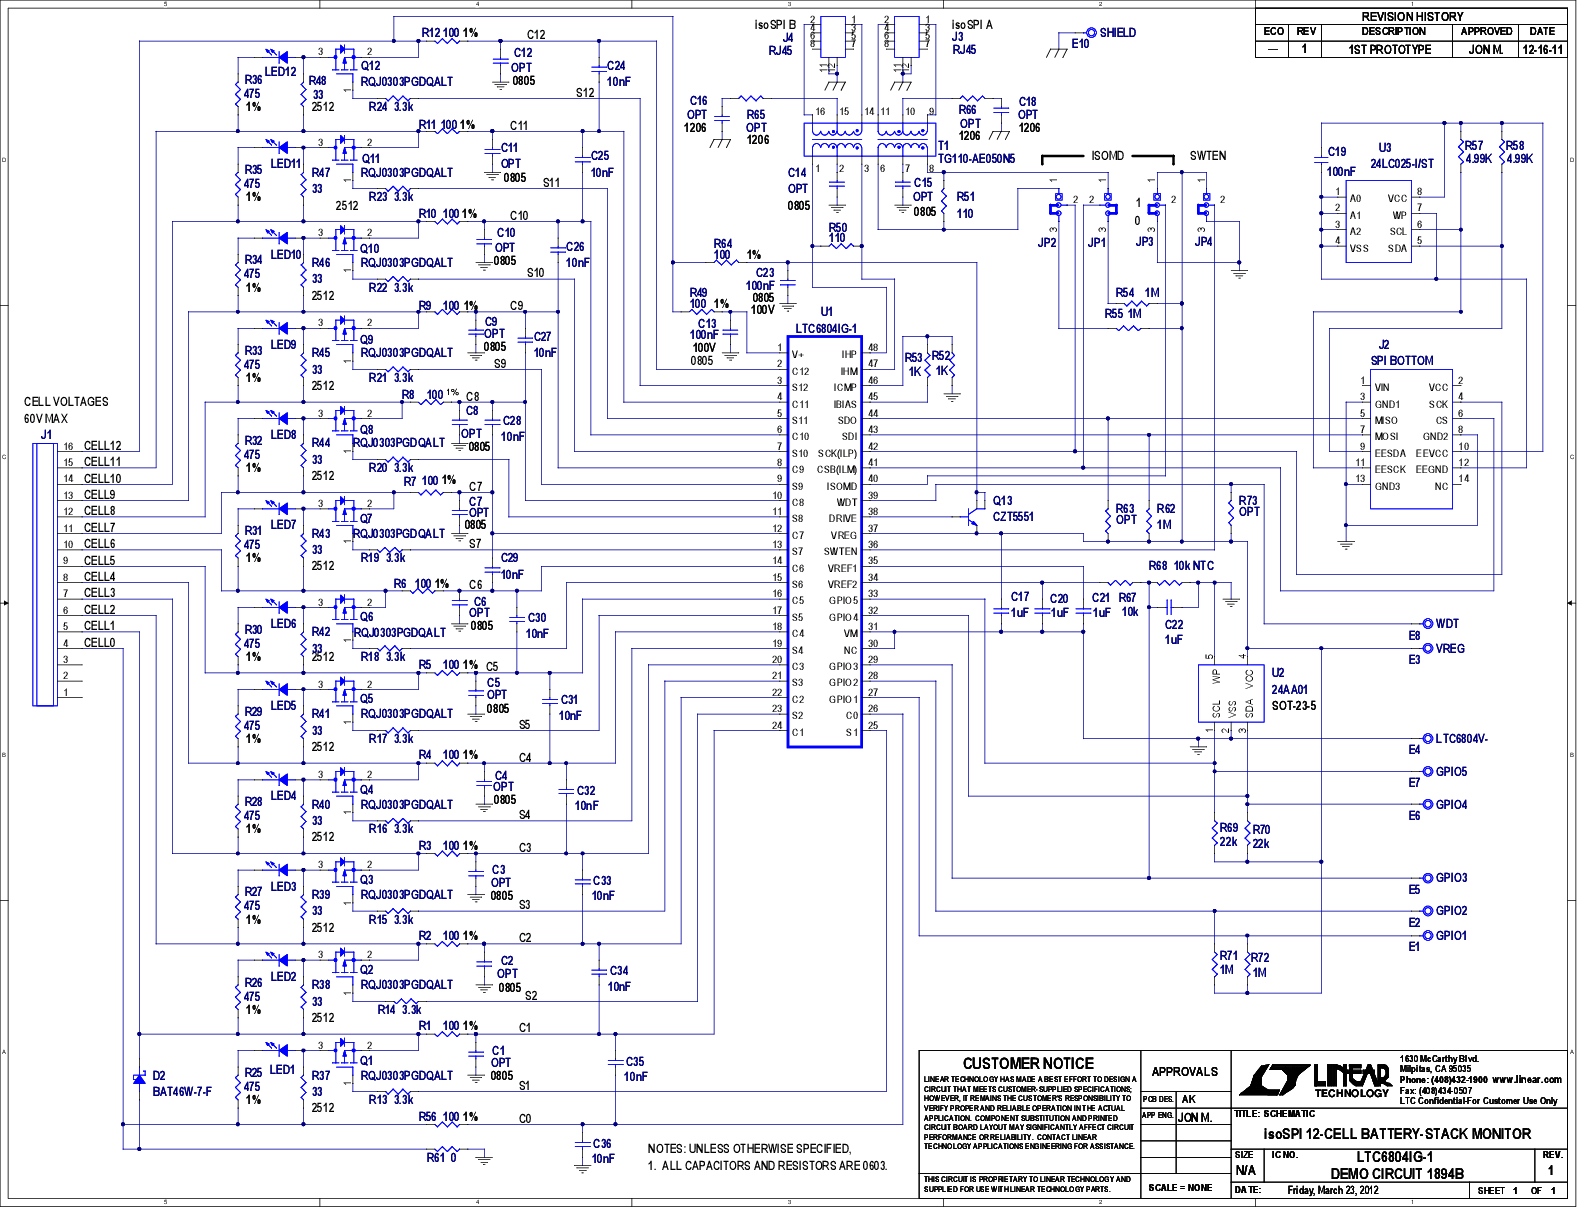 REVISION HISTORY
ECO REV DESCRIPTION APPROVED DATE
— 1 1ST PROTOTYPE JON M. 12-16-11
isoSPI B
J4
RJ45
isoSPI A
J3
RJ45
E10
SHIELD
R12 100 1% C12
C12
OPT
0805
C24
10nF
R36
475
1%
LED12
R48
33
2512
Q12
RQJ0303PGDQALT
R24 3.3k
S12
R11 100 1% C11
C11
OPT
0805
C25
10nF
R35
475
1%
LED11
R47
33
2512
Q11
RQJ0303PGDQALT
R23 3.3k
S11
R10 100 1% C10
C10
OPT
0805
C26
10nF
R34
475
1%
LED10
R46
33
2512
Q10
RQJ0303PGDQALT
R22 3.3k
S10
R9 100 1% C9
C9
OPT
0805
C27
10nF
R33
475
1%
LED9
R45
33
2512
Q9
RQJ0303PGDQALT
R21 3.3k
S9
R8 100 1% C8
C8
OPT
0805
C28
10nF
R32
475
1%
LED8
R44
33
2512
Q8
RQJ0303PGDQALT
R20 3.3k
R7 100 1% C7
C7
OPT
0805
R31
475
1%
LED7
R43
33
2512
Q7
RQJ0303PGDQALT
R19 3.3k
S7
C29
10nF
R6 100 1% C6
C6
OPT
0805
C30
10nF
R30
475
1%
LED6
R42
33
2512
Q6
RQJ0303PGDQALT
R18 3.3k
R5 100 1% C5
C5
OPT
0805
C31
10nF
R29
475
1%
LED5
R41
33
2512
Q5
RQJ0303PGDQALT
R17 3.3k
S5
R4 100 1% C4
C4
OPT
0805
C32
10nF
R28
475
1%
LED4
R40
33
2512
Q4
RQJ0303PGDQALT
R16 3.3k
S4
R3 100 1% C3
C3
OPT
0805
C33
10nF
R27
475
1%
LED3
R39
33
2512
Q3
RQJ0303PGDQALT
R15 3.3k
S3
R2 100 1% C2
C2
OPT
0805
C34
10nF
R26
475
1%
LED2
R38
33
2512
Q2
RQJ0303PGDQALT
R14 3.3k
S2
R1 100 1% C1
C1
OPT
0805
C35
10nF
R25
475
1%
LED1
R37
33
2512
Q1
RQJ0303PGDQALT
R13 3.3k
S1
R56 100 1% C0
C36
10nF
R61 0
D2
BAT46W-7-F
CELL VOLTAGES
60V MAX
J1
16 CELL12
15 CELL11
14 CELL10
13 CELL9
12 CELL8
11 CELL7
10 CELL6
9 CELL5
8 CELL4
7 CELL3
6 CELL2
5 CELL1
4 CELL0
3
2
1
C16
OPT
1206
R65
OPT
1206
R66
OPT
1206
C18
OPT
1206
16 15 14 11 10 9
T1
TG110-AE050N5
1 2 3 6 7 8
C14
OPT
0805
C15
OPT
0805
R51
110
R50
110
R64
100 1%
C23
100nF
0805
100V
R49
100 1%
C13
100nF
100V
0805
ISOMD SWTEN
JP2 JP1 JP3 JP4
R54 1M
R55 1M
U1
LTC6804IG-1
1 V+ IHP 48
2 C12 IHM 47
3 S12 ICMP 46
4 C11 IBIAS 45
5 S11 SDO 44
6 C10 SDI 43
7 S10 SCK(ILP) 42
8 C9 CSB(ILM) 41
9 S9 ISOMD 40
10 C8 WDT 39
11 S8 DRIVE 38
12 C7 VREG 37
13 S7 SWTEN 36
14 C6 VREF1 35
15 S6 VREF2 34
16 C5 GPIO5 33
17 S5 GPIO4 32
18 C4 VM 31
19 S4 NC 30
20 C3 GPIO3 29
21 S3 GPIO2 28
22 C2 GPIO1 27
23 S2 C0 26
24 C1 S1 25
R53
1K
R52
1K
Q13
CZT5551
R63
OPT
R62
1M
R73
OPT
C17
1uF
C20
1uF
C21
1uF
R67
10k
R68 10k NTC
C22
1uF
C19
100nF
U3
24LC025-I/ST
R57
4.99K
R58
4.99K
1 A0 VCC 8
2 A1 WP 7
3 A2 SCL 6
4 VSS SDA 5
J2
SPI BOTTOM
1 VIN VCC 2
3 GND1 SCK 4
5 MISO CS 6
7 MOSI GND2 8
9 EESDA EEVCC 10
11 EESCK EEGND 12
13 GND3 NC 14
WDT
E8
VREG
E3
5 4
WP VCC
SCL VSS SDA
1 2 3
U2
24AA01
SOT-23-5
LTC6804V-
E4
GPIO5
E7
GPIO4
E6
R69
22k
R70
22k
GPIO3
E5
GPIO2
E2
GPIO1
E1
R71
1M
R72
1M
NOTES: UNLESS OTHERWISE SPECIFIED,
1. ALL CAPACITORS AND RESISTORS ARE 0603.
CUSTOMER NOTICE
LINEAR TECHNOLOGY HAS MADE A BEST EFFORT TO DESIGN A
CIRCUIT THAT MEETS CUSTOMER-SUPPLIED SPECIFICATIONS;
HOWEVER, IT REMAINS THE CUSTOMER'S RESPONSIBILITY TO
VERIFY PROPER AND RELIABLE OPERATION IN THE ACTUAL
APPLICATION. COMPONENT SUBSTITUTION AND PRINTED
CIRCUIT BOARD LAYOUT MAY SIGNIFICANTLY AFFECT CIRCUIT
PERFORMANCE OR RELIABILITY. CONTACT LINEAR
TECHNOLOGY APPLICATIONS ENGINEERING FOR ASSISTANCE.
THIS CIRCUIT IS PROPRIETARY TO LINEAR TECHNOLOGY AND
SUPPLIED FOR USE WITH LINEAR TECHNOLOGY PARTS.
APPROVALS
PCB DES. AK
APP ENG. JON M.
SCALE = NONE
LINEAR
TECHNOLOGY
1630 McCarthy Blvd.
Milpitas, CA 95035
Phone: (408)432-1900 www.linear.com
Fax: (408)434-0507
LTC Confidential-For Customer Use Only
TITLE: SCHEMATIC
isoSPI 12-CELL BATTERY-STACK MONITOR
SIZE
N/A
IC NO.
LTC6804IG-1
DEMO CIRCUIT 1894B
REV.
1
DATE: Friday, March 23, 2012
SHEET 1 OF 1